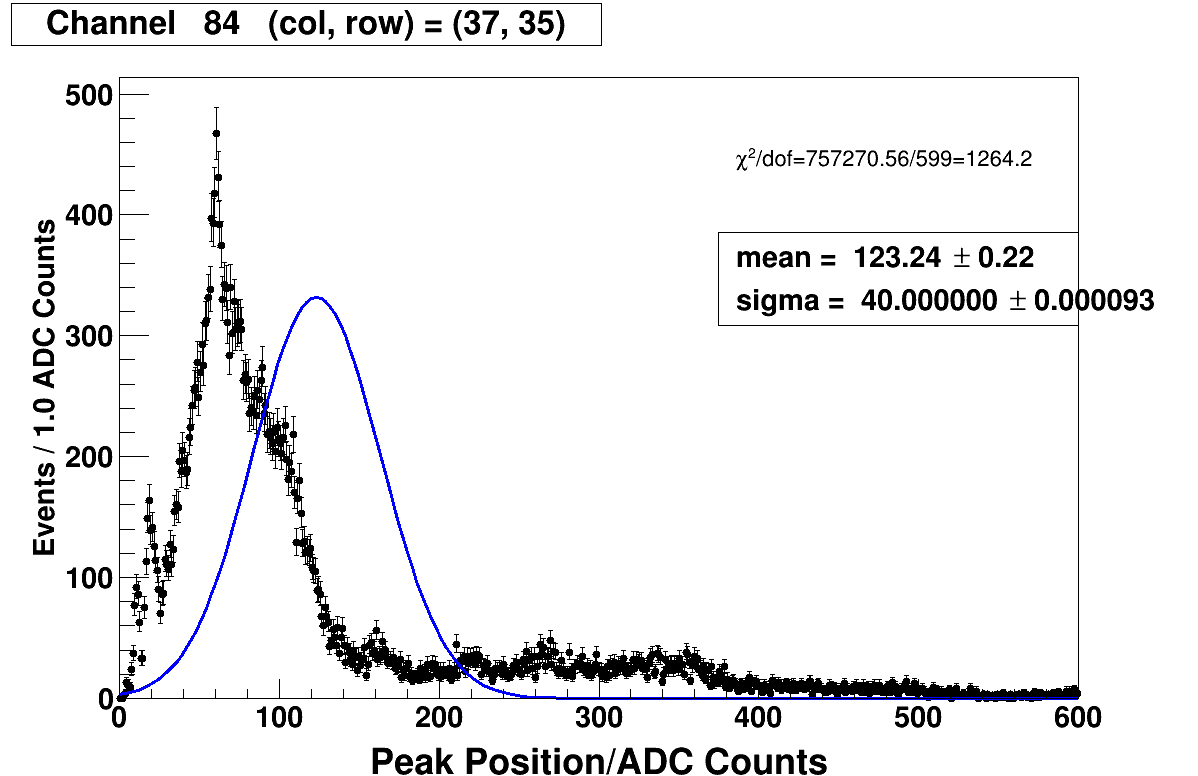 Channel 84 (col, row) = (37, 35)
500
400
300
200
100
0
Events / 1.0 ADC Counts
χ²/dof=757270.56/599=1264.2
mean = 123.24 ± 0.22
sigma = 40.000000 ± 0.000093
0 100 200 300 400 500 600
Peak Position/ADC Counts